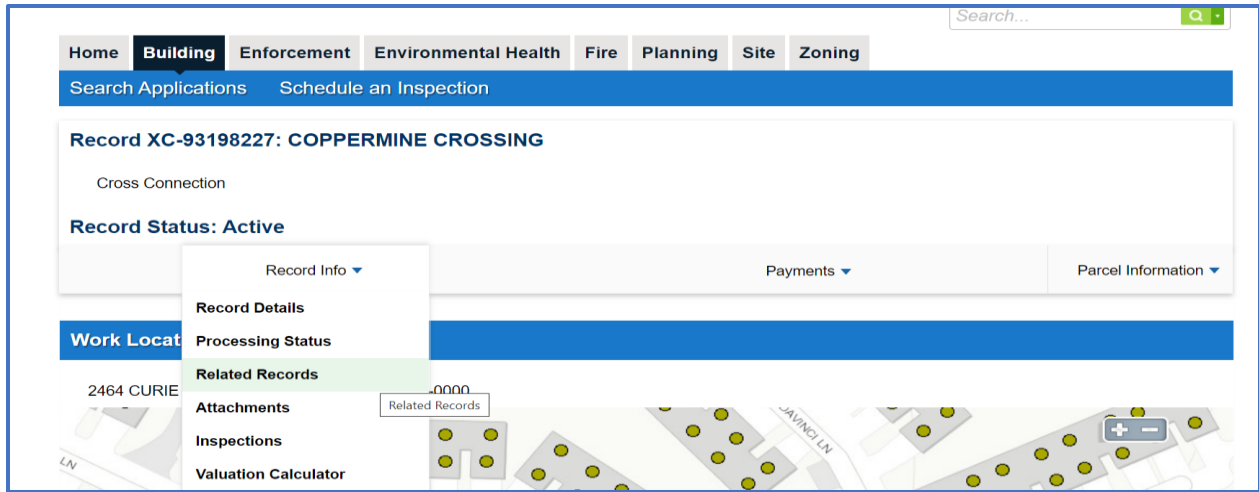 Search...
Home Building Enforcement Environmental Health Fire Planning Site Zoning
Search Applications Schedule an Inspection
Record XC-93198227: COPPERMINE CROSSING
Cross Connection
Record Status: Active
Record Info Payments Parcel Information
Record Details
Work Locat
Processing Status
Related Records
2464 CURIE -0000
Related Records
Attachments
Inspections
Valuation Calculator
DAVINCI LN
LN